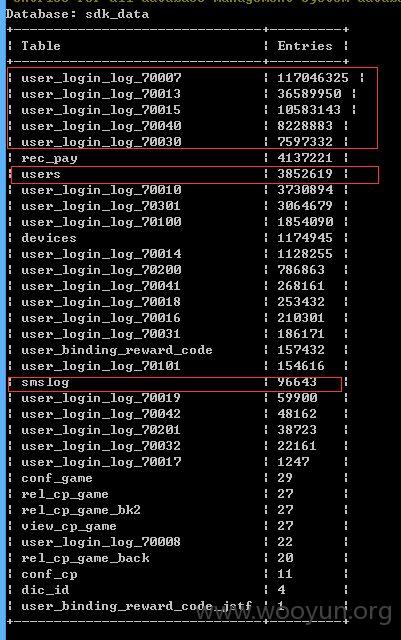 Database: sdk_data
+--------------------------------+---------+
| Table | Entries |
+--------------------------------+---------+
| user_login_log_70007 | 117046325 |
| user_login_log_70013 | 36589950 |
| user_login_log_70015 | 10583143 |
| user_login_log_70040 | 8228883 |
| user_login_log_70030 | 7597332 |
| rec_pay | 4137221 |
| users | 3852619 |
| user_login_log_70010 | 3730894 |
| user_login_log_70301 | 3064679 |
| user_login_log_70100 | 1854090 |
| devices | 1174945 |
| user_login_log_70014 | 1128255 |
| user_login_log_70200 | 786863 |
| user_login_log_70041 | 268161 |
| user_login_log_70018 | 253432 |
| user_login_log_70016 | 210301 |
| user_login_log_70031 | 186171 |
| user_binding_reward_code | 157432 |
| user_login_log_70101 | 154616 |
| smslog | 96643 |
| user_login_log_70019 | 59900 |
| user_login_log_70042 | 48162 |
| user_login_log_70201 | 38723 |
| user_login_log_70032 | 22161 |
| user_login_log_70017 | 1247 |
| conf_game | 29 |
| rel_cp_game | 27 |
| rel_cp_game_bk2 | 27 |
| view_cp_game | 27 |
| user_login_log_70008 | 22 |
| rel_cp_game_back | 20 |
| conf_cp | 11 |
| dic_id | 4 |
| user_binding_reward_code_jstf | 1 |
+--------------------------------+---------+
www.wooyun.org